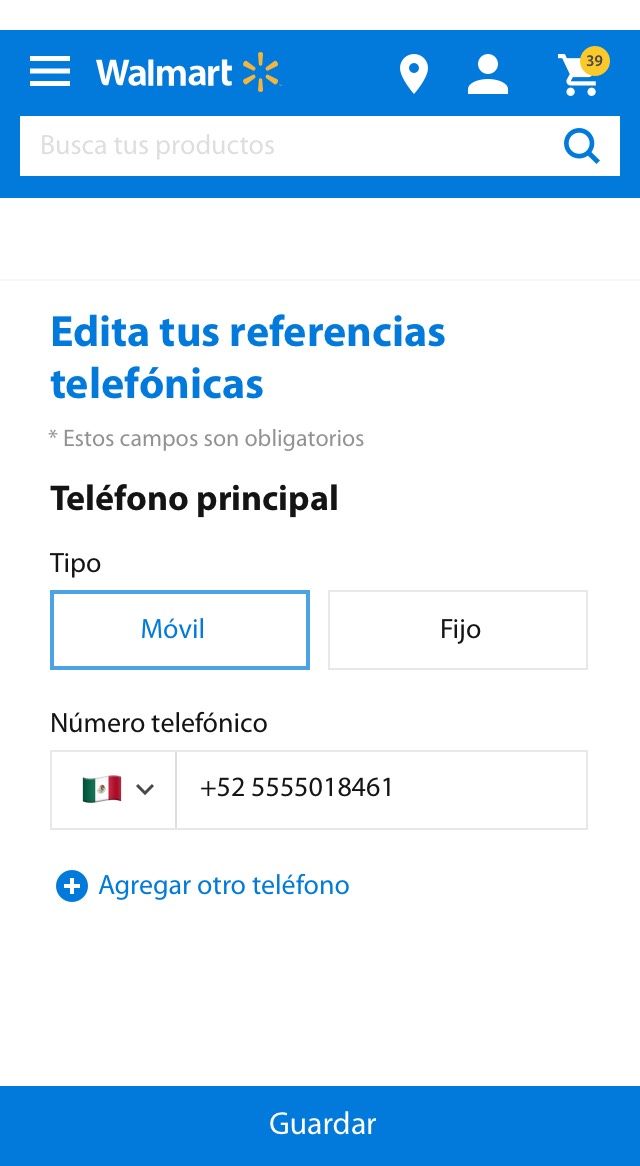 Walmart
39
Busca tus productos
Edita tus referencias
telefónicas
* Estos campos son obligatorios
Teléfono principal
Tipo
Móvil
Fijo
Número telefónico
+52 5555018461
Agregar otro teléfono
Guardar